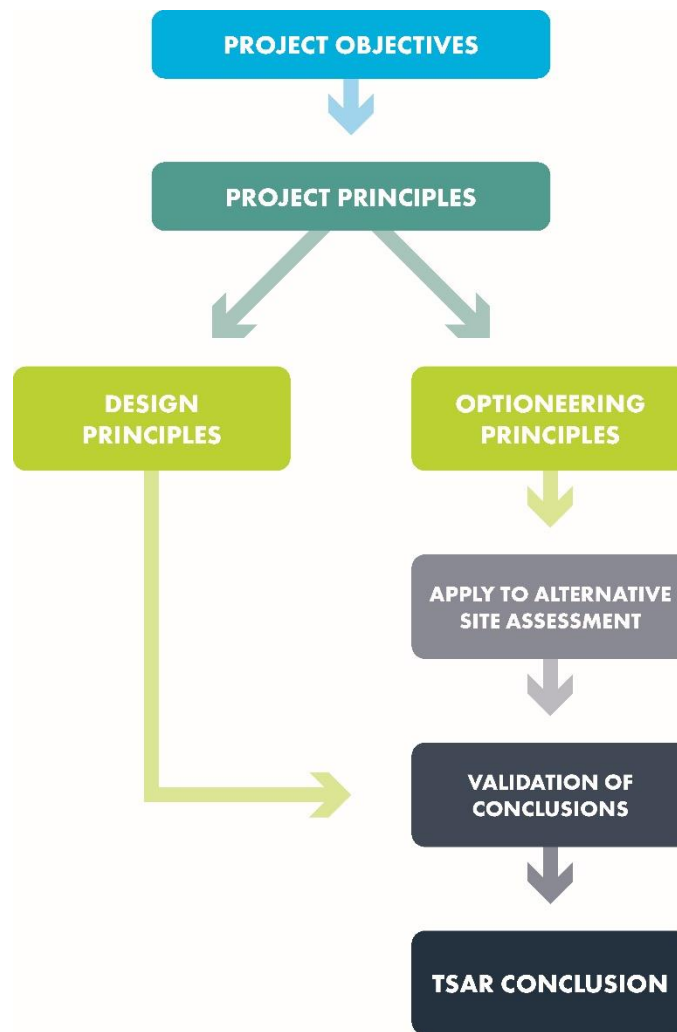 PROJECT OBJECTIVES
PROJECT PRINCIPLES
DESIGN
PRINCIPLES
OPTIONEERING
PRINCIPLES
APPLY TO ALTERNATIVE
SITE ASSESSMENT
VALIDATION OF
CONCLUSIONS
TSAR CONCLUSION